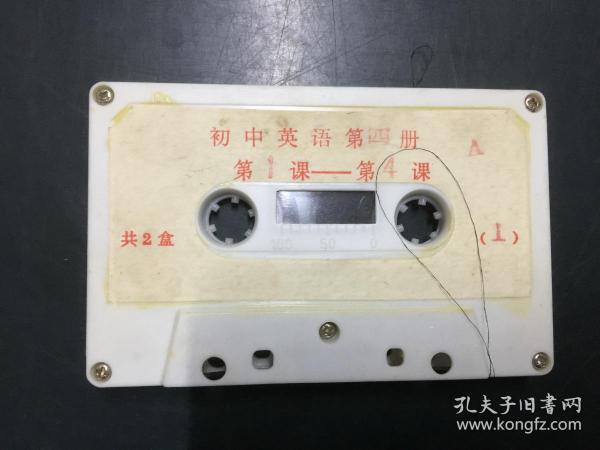 初中英语第四册
A
第1课——第4课
共2盒
(1)
100 50 0
孔夫子旧书网
www.kongfz.com